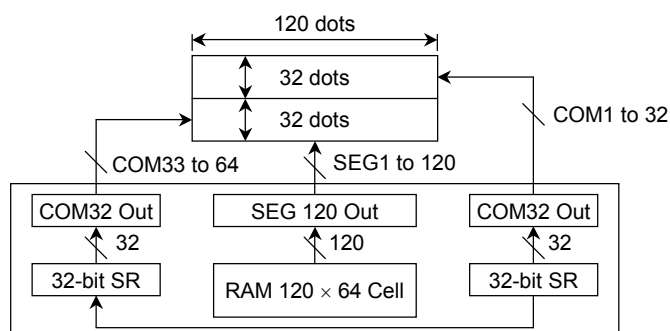 120 dots
32 dots
32 dots
COM1 to 32
COM33 to 64
SEG1 to 120
COM32 Out
SEG 120 Out
COM32 Out
32
120
32
32-bit SR
RAM 120 × 64 Cell
32-bit SR